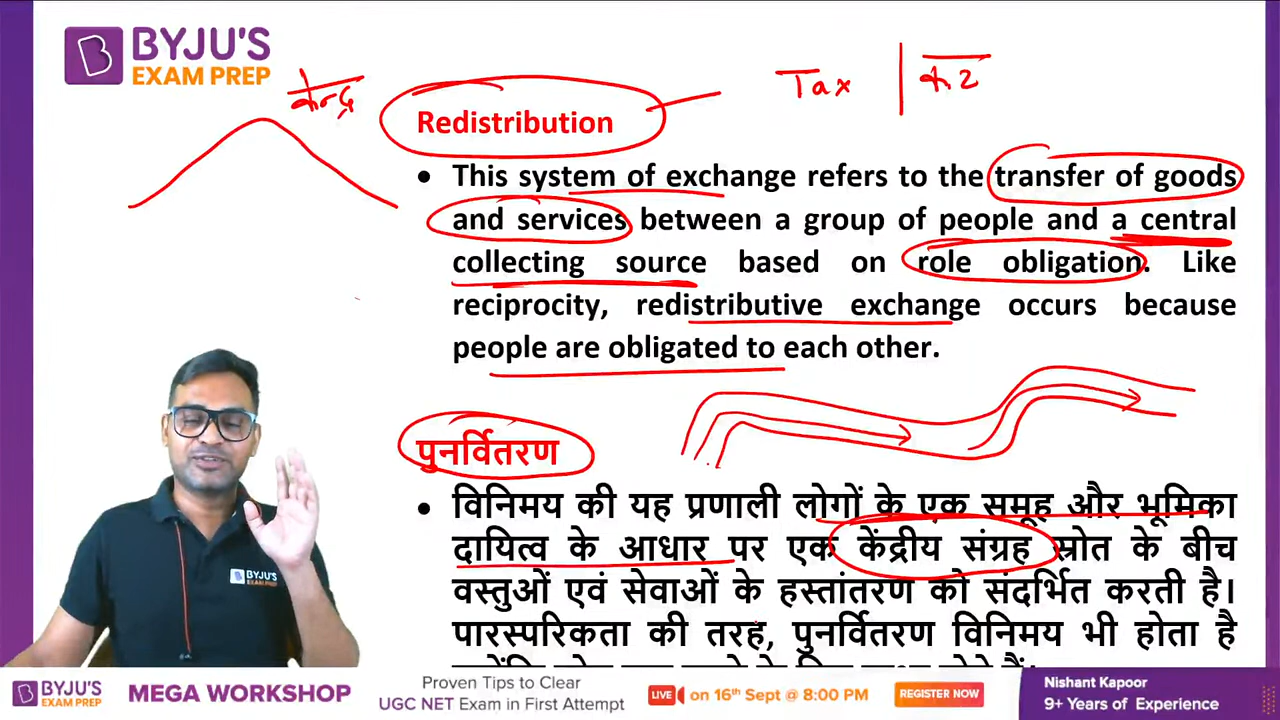 BYJU'S
EXAM PREP
Tax | कर
केन्द्र
Redistribution
• This system of exchange refers to the transfer of goods
and services between a group of people and a central
collecting source based on role obligation. Like
reciprocity, redistributive exchange occurs because
people are obligated to each other.
पुनर्वितरण
• विनिमय की यह प्रणाली लोगों के एक समूह और भूमिका
दायित्व के आधार पर एक केंद्रीय संग्रह स्रोत के बीच
वस्तुओं एवं सेवाओं के हस्तांतरण को संदर्भित करती है।
पारस्परिकता की तरह, पुनर्वितरण विनिमय भी होता है
BYJU'S
EXAM PREP
BYJU'S
EXAM PREP
MEGA WORKSHOP
Proven Tips to Clear
UGC NET Exam in First Attempt
LIVE on 16th Sept @ 8:00 PM
REGISTER NOW
Nishant Kapoor
9+ Years of Experience